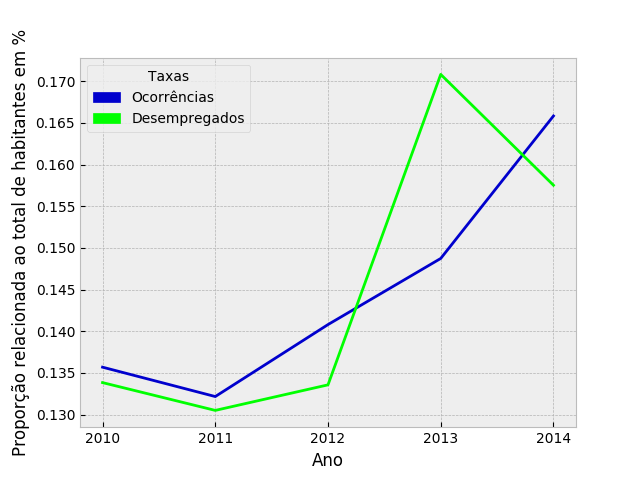 Proporção relacionada ao total de habitantes em %
0.170
0.165
0.160
0.155
0.150
0.145
0.140
0.135
0.130
Taxas
Ocorrências
Desempregados
2010 2011 2012 2013 2014
Ano